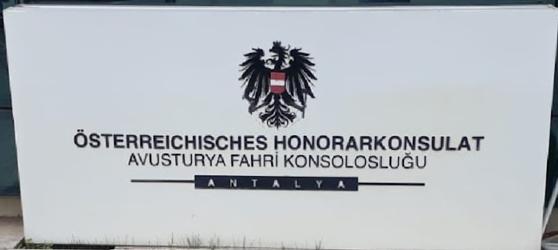 ÖSTERREICHISCHES HONORARKONSULAT
AVUSTURYA FAHRİ KONSOLOSLUĞU
ANTALYA